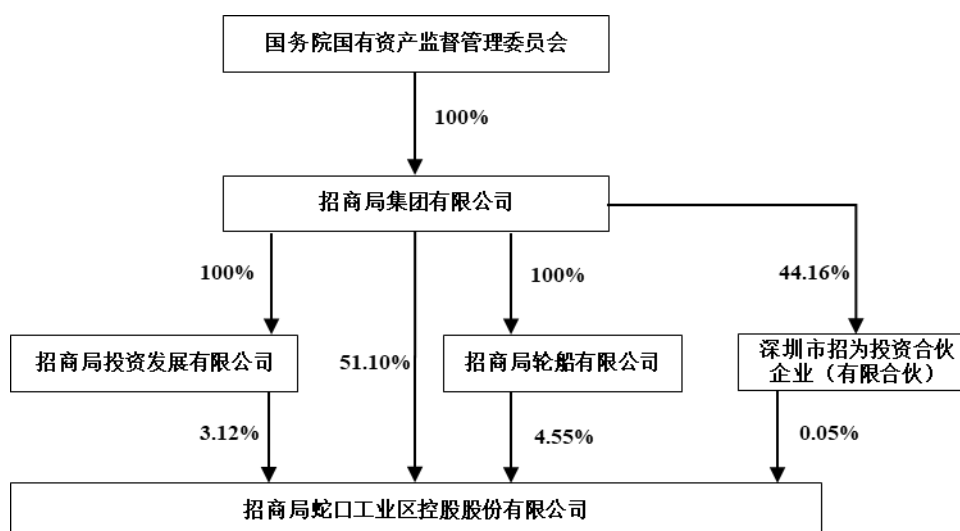 国务院国有资产监督管理委员会
100%
招商局集团有限公司
100%
100%
44.16%
招商局投资发展有限公司
51.10%
招商局轮船有限公司
深圳市招为投资合伙
企业（有限合伙）
3.12%
4.55%
0.05%
招商局蛇口工业区控股股份有限公司